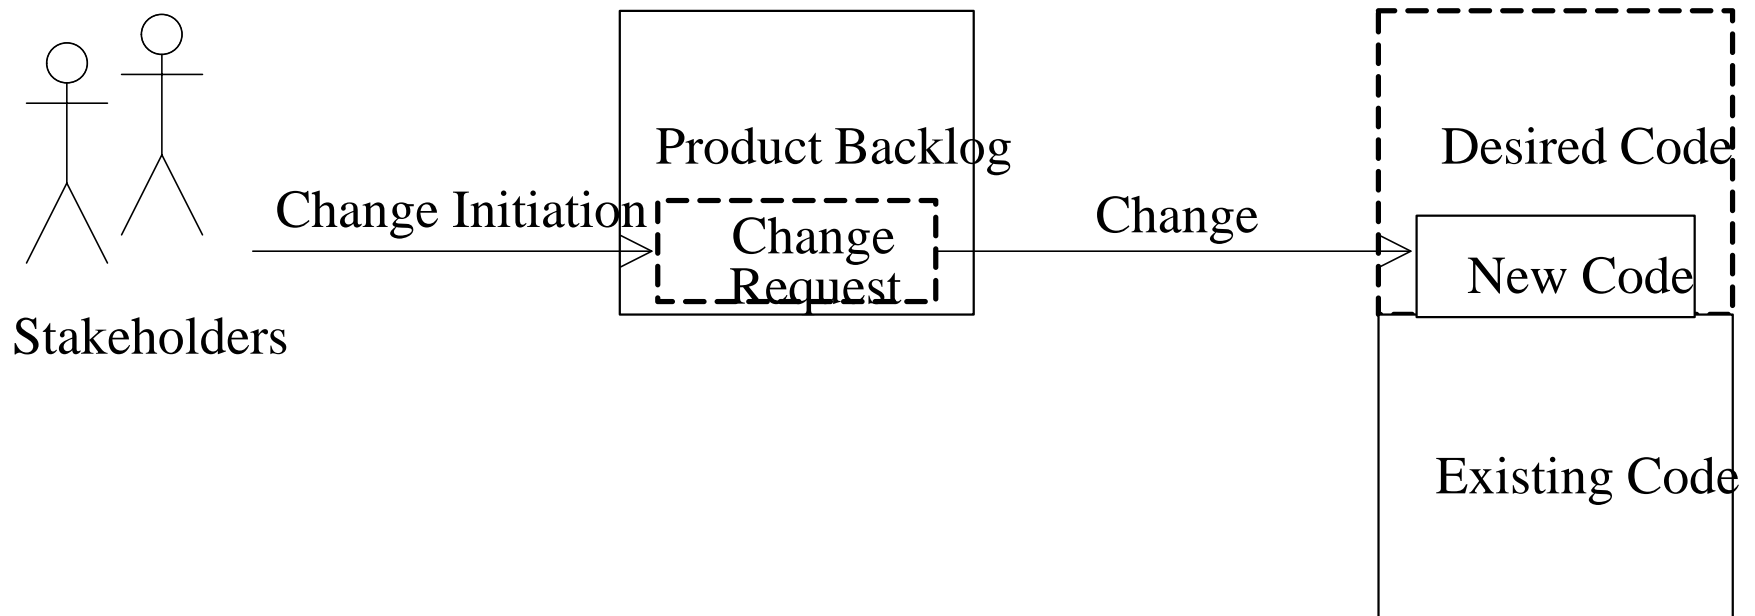 Stakeholders
Change Initiation
Product Backlog
Change
Request
Change
Desired Code
New Code
Existing Code